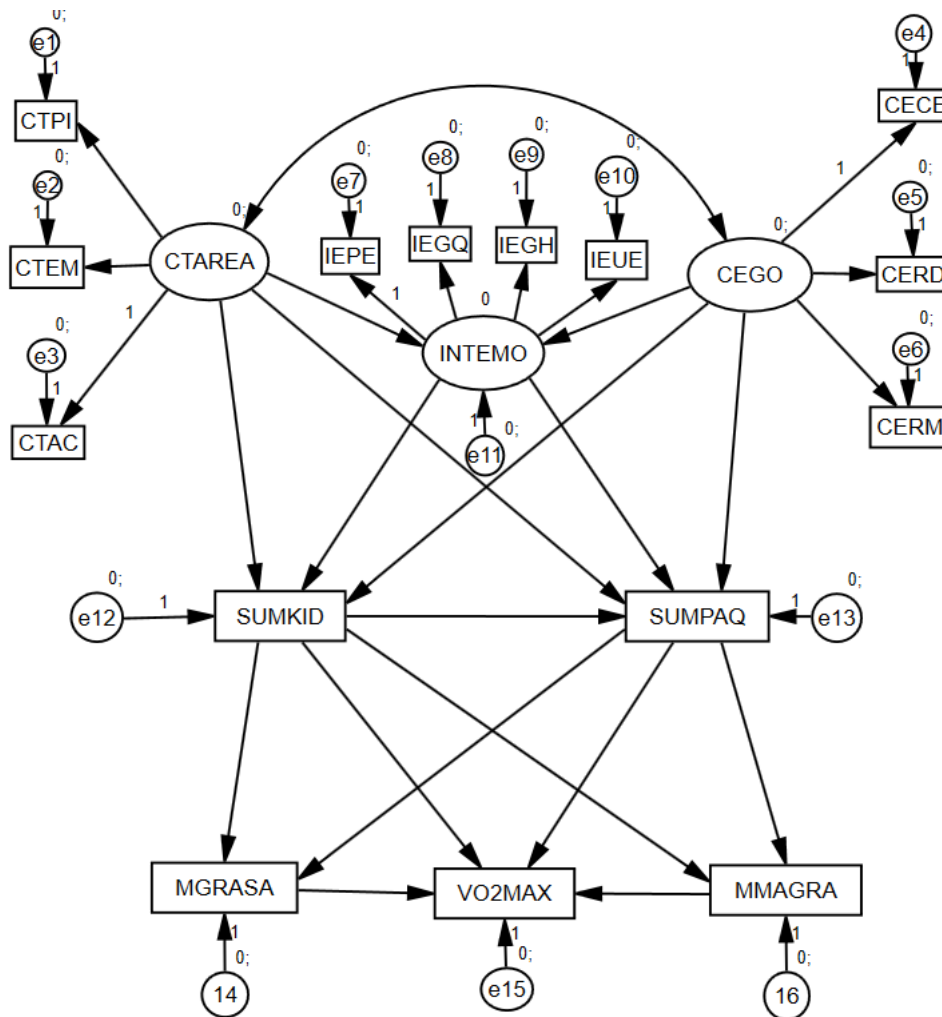 0;
e1
1
CTPI
0;
e2
1
CTEM
0;
e3
1
CTAC
0;
CTAREA
1
0;
e7
1
IEPE
0;
e8
1
IEGQ
0;
e9
1
IEGH
0;
e10
1
IEUE
1
0
INTEMO
1
0;
e11
e4
1
CECE
1
0;
CEGO
0;
e5
1
CERD
0;
e6
1
CERM
0;
e12
1
SUMKID
SUMPAQ
0;
1
e13
MGRASA
VO2MAX
MMAGRA
1
0;
14
1
0;
e15
1
0;
16